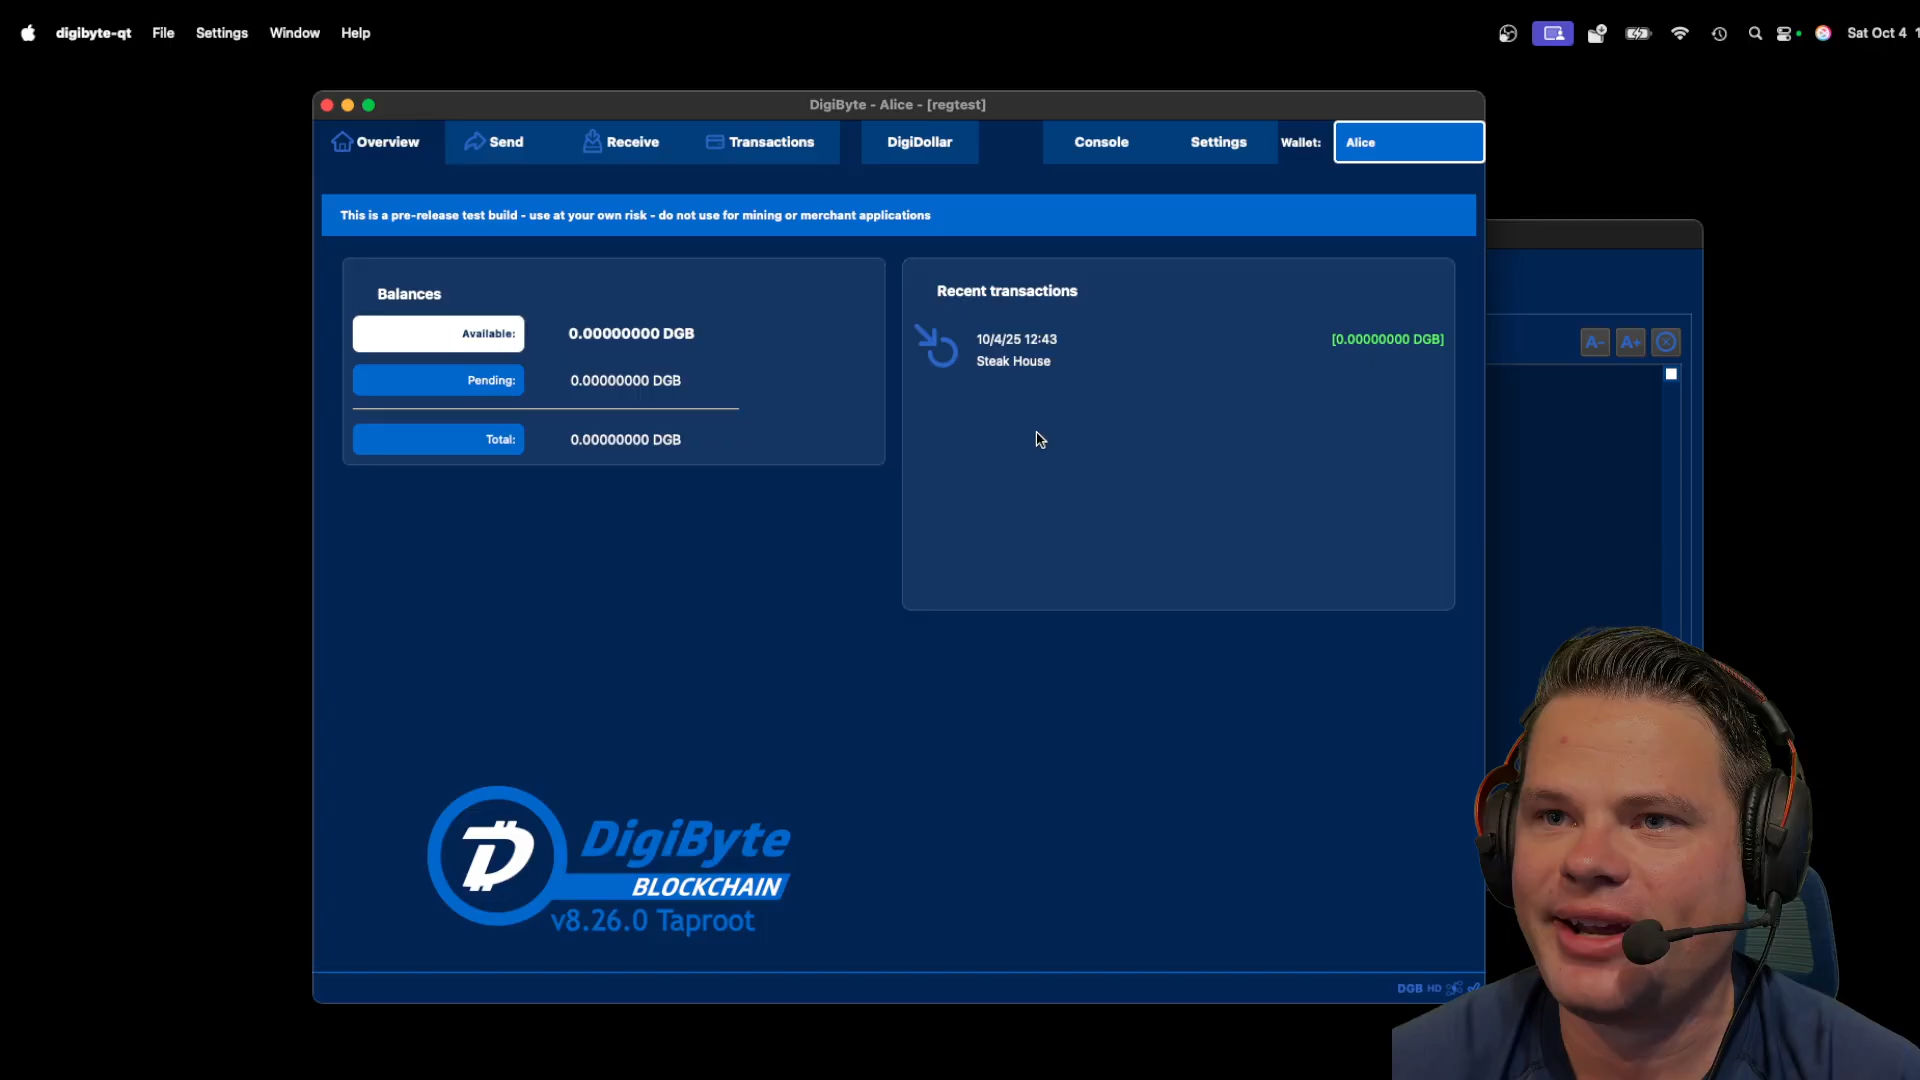 digibyte-qt File Settings Window Help
Sat Oct 4
DigiByte - Alice - [regtest]
Overview Send Receive Transactions DigiDollar Console Settings Wallet: Alice
This is a pre-release test build - use at your own risk - do not use for mining or merchant applications
Balances
Available: 0.00000000 DGB
Pending: 0.00000000 DGB
Total: 0.00000000 DGB
Recent transactions
10/4/25 12:43 [0.00000000 DGB]
Steak House
A- A+
DigiByte
BLOCKCHAIN
v8.26.0 Taproot
DGB HD